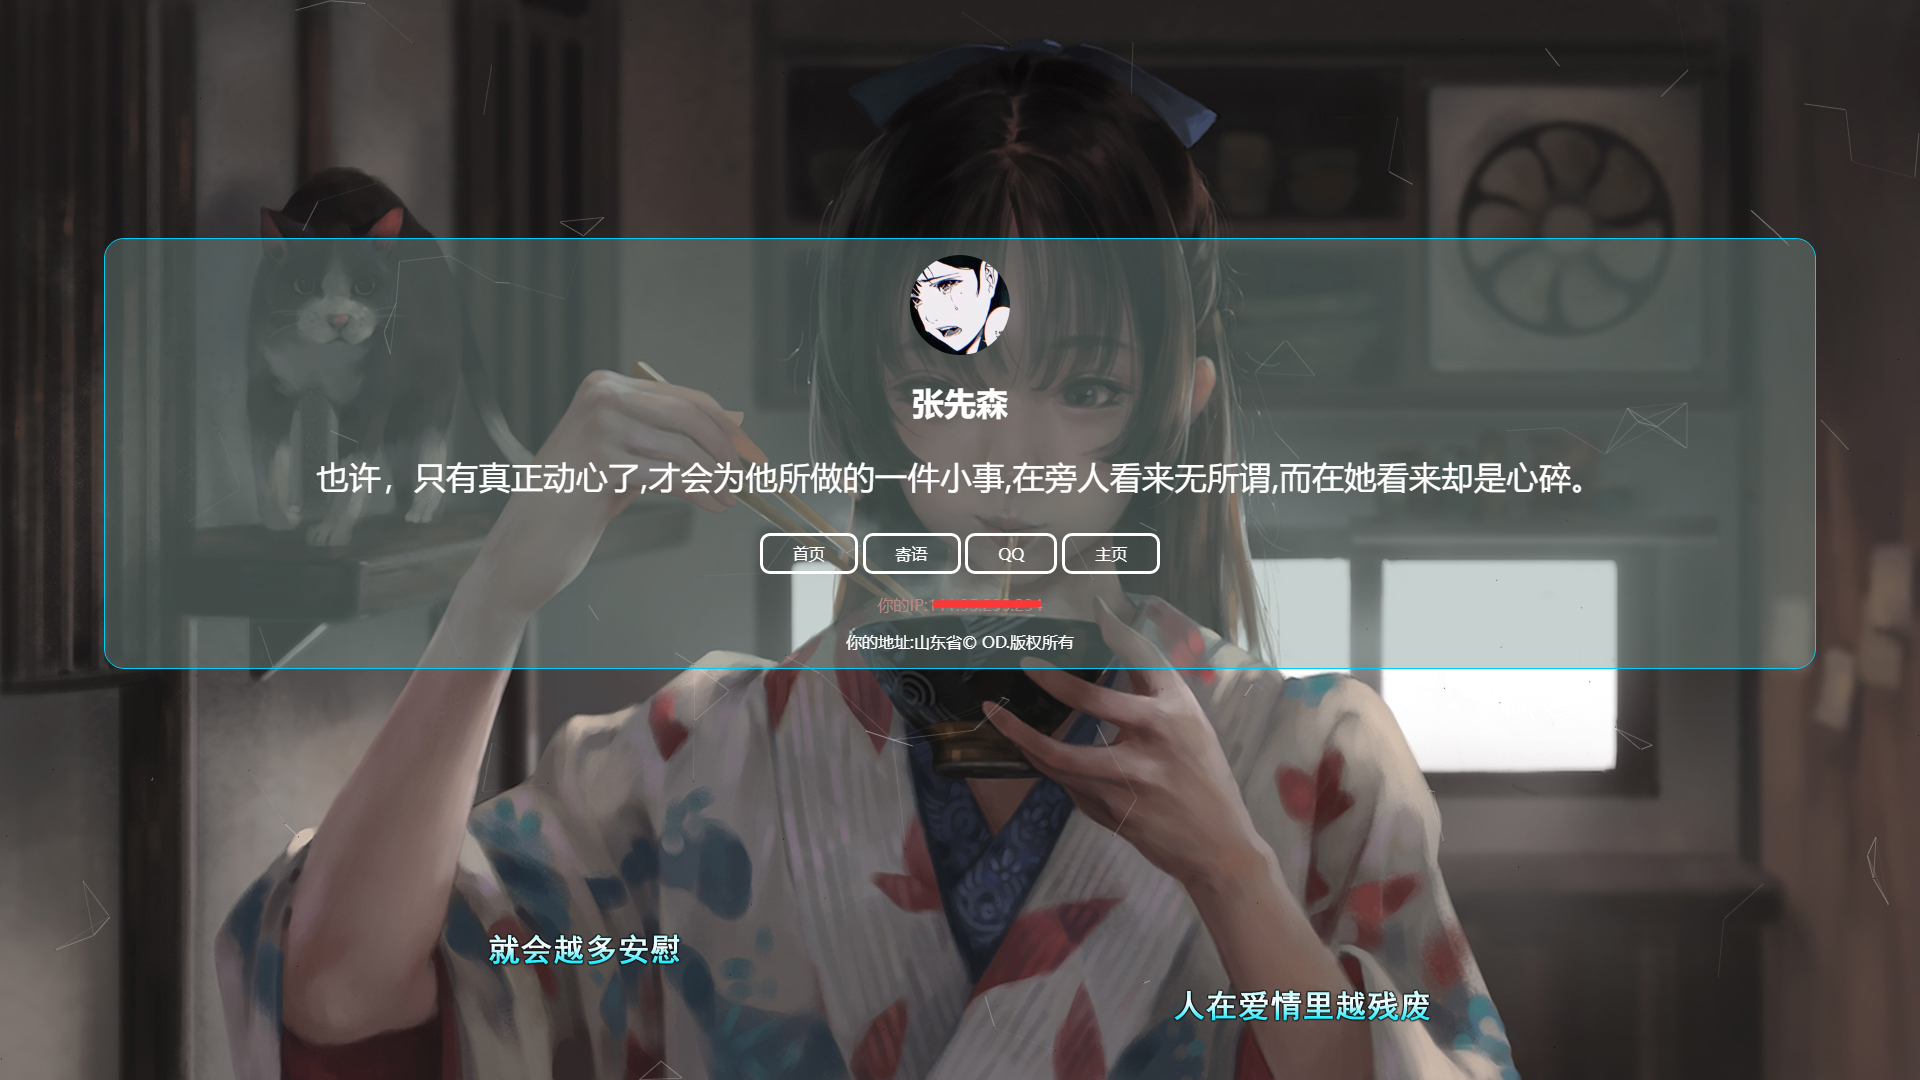 张先森
也许，只有真正动心了,才会为他所做的一件小事,在旁人看来无所谓,而在她看来却是心碎。
首页 寄语 QQ 主页
你的IP:
你的地址:山东省© OD.版权所有
就会越多安慰
人在爱情里越残废